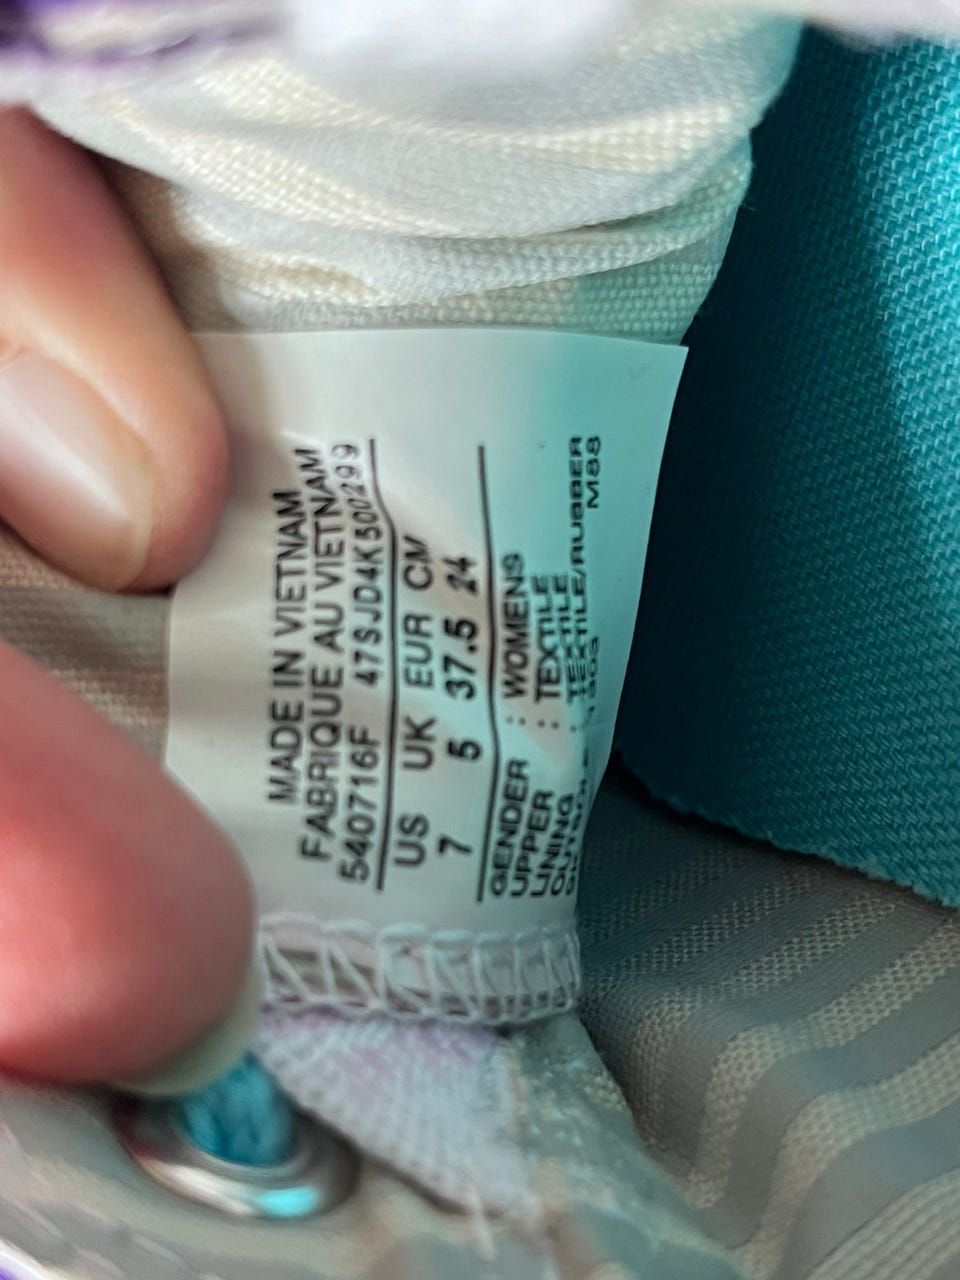 MADE IN VIETNAM
FABRIQUE AU VIETNAM
540716F 47SJD4K500299
US UK EUR CM
7 5 37.5 24
GENDER : WOMENS
UPPER : TEXTILE
LINING : TEXTILE
OUTSOLE : TEXTILE/RUBBER
M88